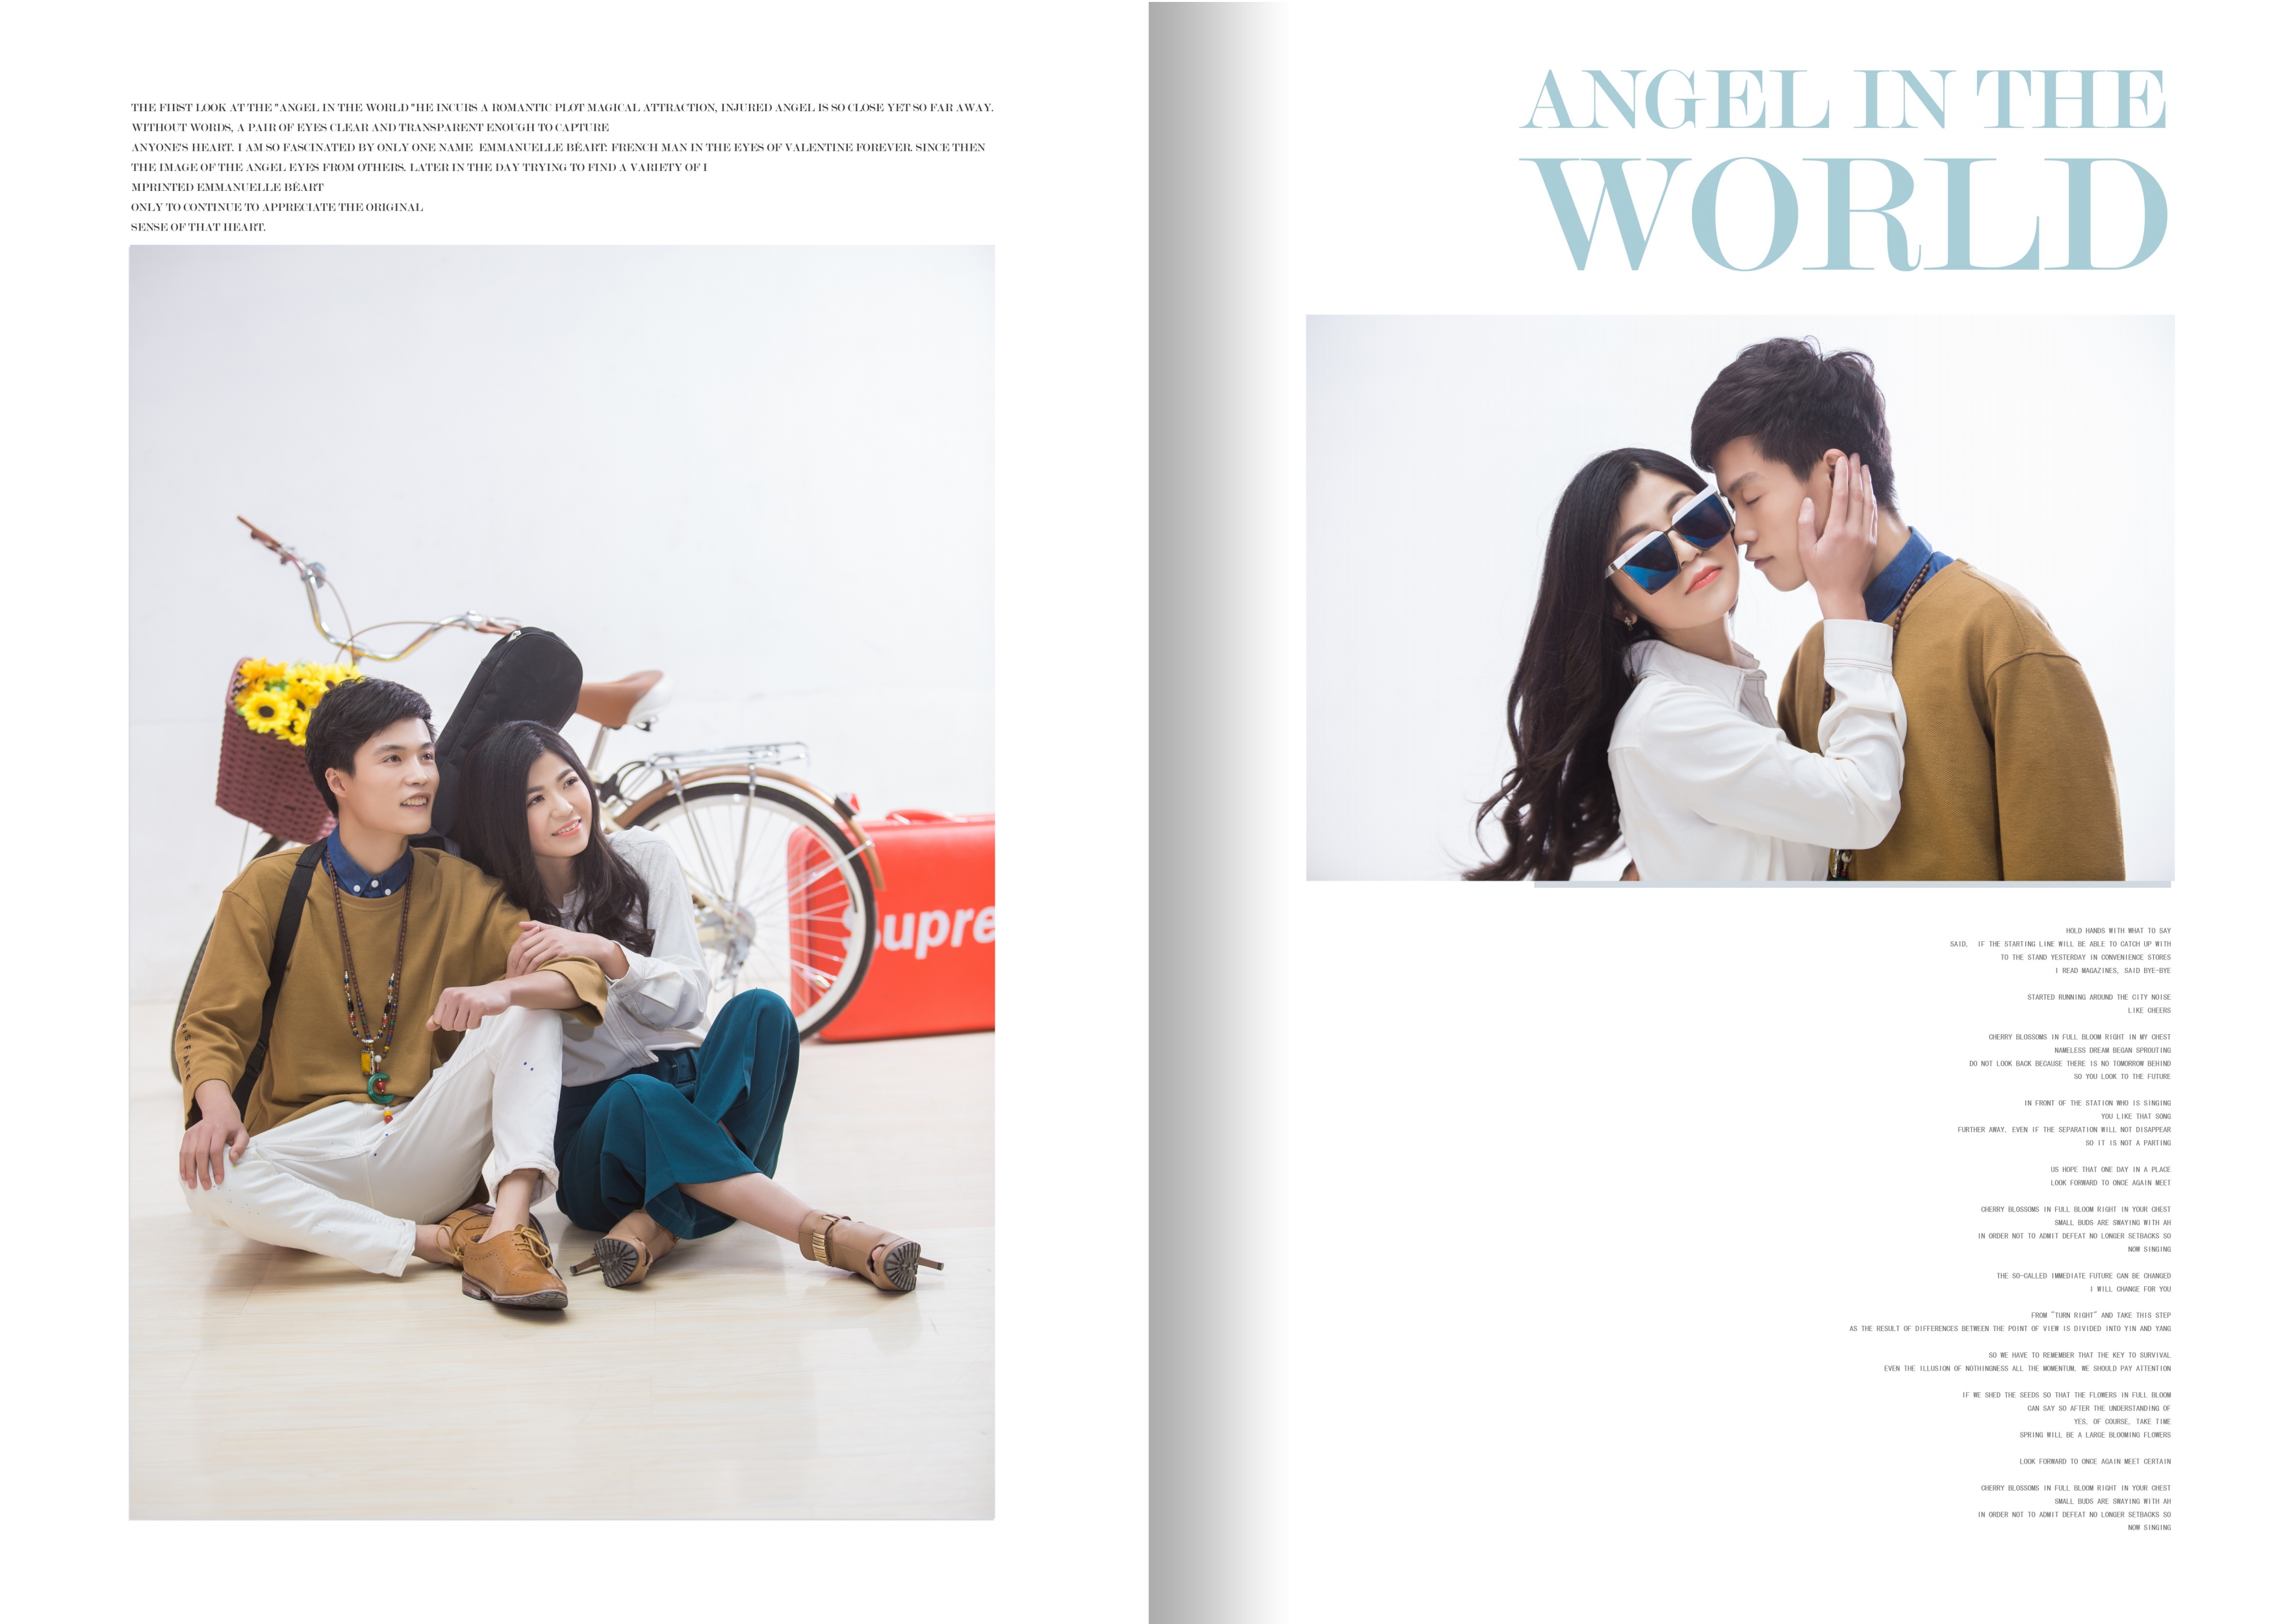 THE FIRST LOOK AT THE "ANGEL IN THE WORLD "HE INCURS A ROMANTIC PLOT MAGICAL ATTRACTION, INJURED ANGEL IS SO CLOSE YET SO FAR AWAY.
WITHOUT WORDS, A PAIR OF EYES CLEAR AND TRANSPARENT ENOUGH TO CAPTURE
ANYONE'S HEART. I AM SO FASCINATED BY ONLY ONE NAME  EMMANUELLE BÉART: FRENCH MAN IN THE EYES OF VALENTINE FOREVER. SINCE THEN
THE IMAGE OF THE ANGEL EYES FROM OTHERS. LATER IN THE DAY TRYING TO FIND A VARIETY OF I
MPRINTED EMMANUELLE BÉART
ONLY TO CONTINUE TO APPRECIATE THE ORIGINAL
SENSE OF THAT HEART.
Supre
ANGEL IN THE
WORLD
HOLD HANDS WITH WHAT TO SAY
SAID,  IF THE STARTING LINE WILL BE ABLE TO CATCH UP WITH
TO THE STAND YESTERDAY IN CONVENIENCE STORES
I READ MAGAZINES, SAID BYE-BYE
STARTED RUNNING AROUND THE CITY NOISE
LIKE CHEERS
CHERRY BLOSSOMS IN FULL BLOOM RIGHT IN MY CHEST
NAMELESS DREAM BEGAN SPROUTING
DO NOT LOOK BACK BECAUSE THERE IS NO TOMORROW BEHIND
SO YOU LOOK TO THE FUTURE
IN FRONT OF THE STATION WHO IS SINGING
YOU LIKE THAT SONG
FURTHER AWAY, EVEN IF THE SEPARATION WILL NOT DISAPPEAR
SO IT IS NOT A PARTING
US HOPE THAT ONE DAY IN A PLACE
LOOK FORWARD TO ONCE AGAIN MEET
CHERRY BLOSSOMS IN FULL BLOOM RIGHT IN YOUR CHEST
SMALL BUDS ARE SWAYING WITH AH
IN ORDER NOT TO ADMIT DEFEAT NO LONGER SETBACKS SO
NOW SINGING
THE SO-CALLED IMMEDIATE FUTURE CAN BE CHANGED
I WILL CHANGE FOR YOU
FROM "TURN RIGHT" AND TAKE THIS STEP
AS THE RESULT OF DIFFERENCES BETWEEN THE POINT OF VIEW IS DIVIDED INTO YIN AND YANG
SO WE HAVE TO REMEMBER THAT THE KEY TO SURVIVAL
EVEN THE ILLUSION OF NOTHINGNESS ALL THE MOMENTUM, WE SHOULD PAY ATTENTION
IF WE SHED THE SEEDS SO THAT THE FLOWERS IN FULL BLOOM
CAN SAY SO AFTER THE UNDERSTANDING OF
YES, OF COURSE, TAKE TIME
SPRING WILL BE A LARGE BLOOMING FLOWERS
LOOK FORWARD TO ONCE AGAIN MEET CERTAIN
CHERRY BLOSSOMS IN FULL BLOOM RIGHT IN YOUR CHEST
SMALL BUDS ARE SWAYING WITH AH
IN ORDER NOT TO ADMIT DEFEAT NO LONGER SETBACKS SO
NOW SINGING